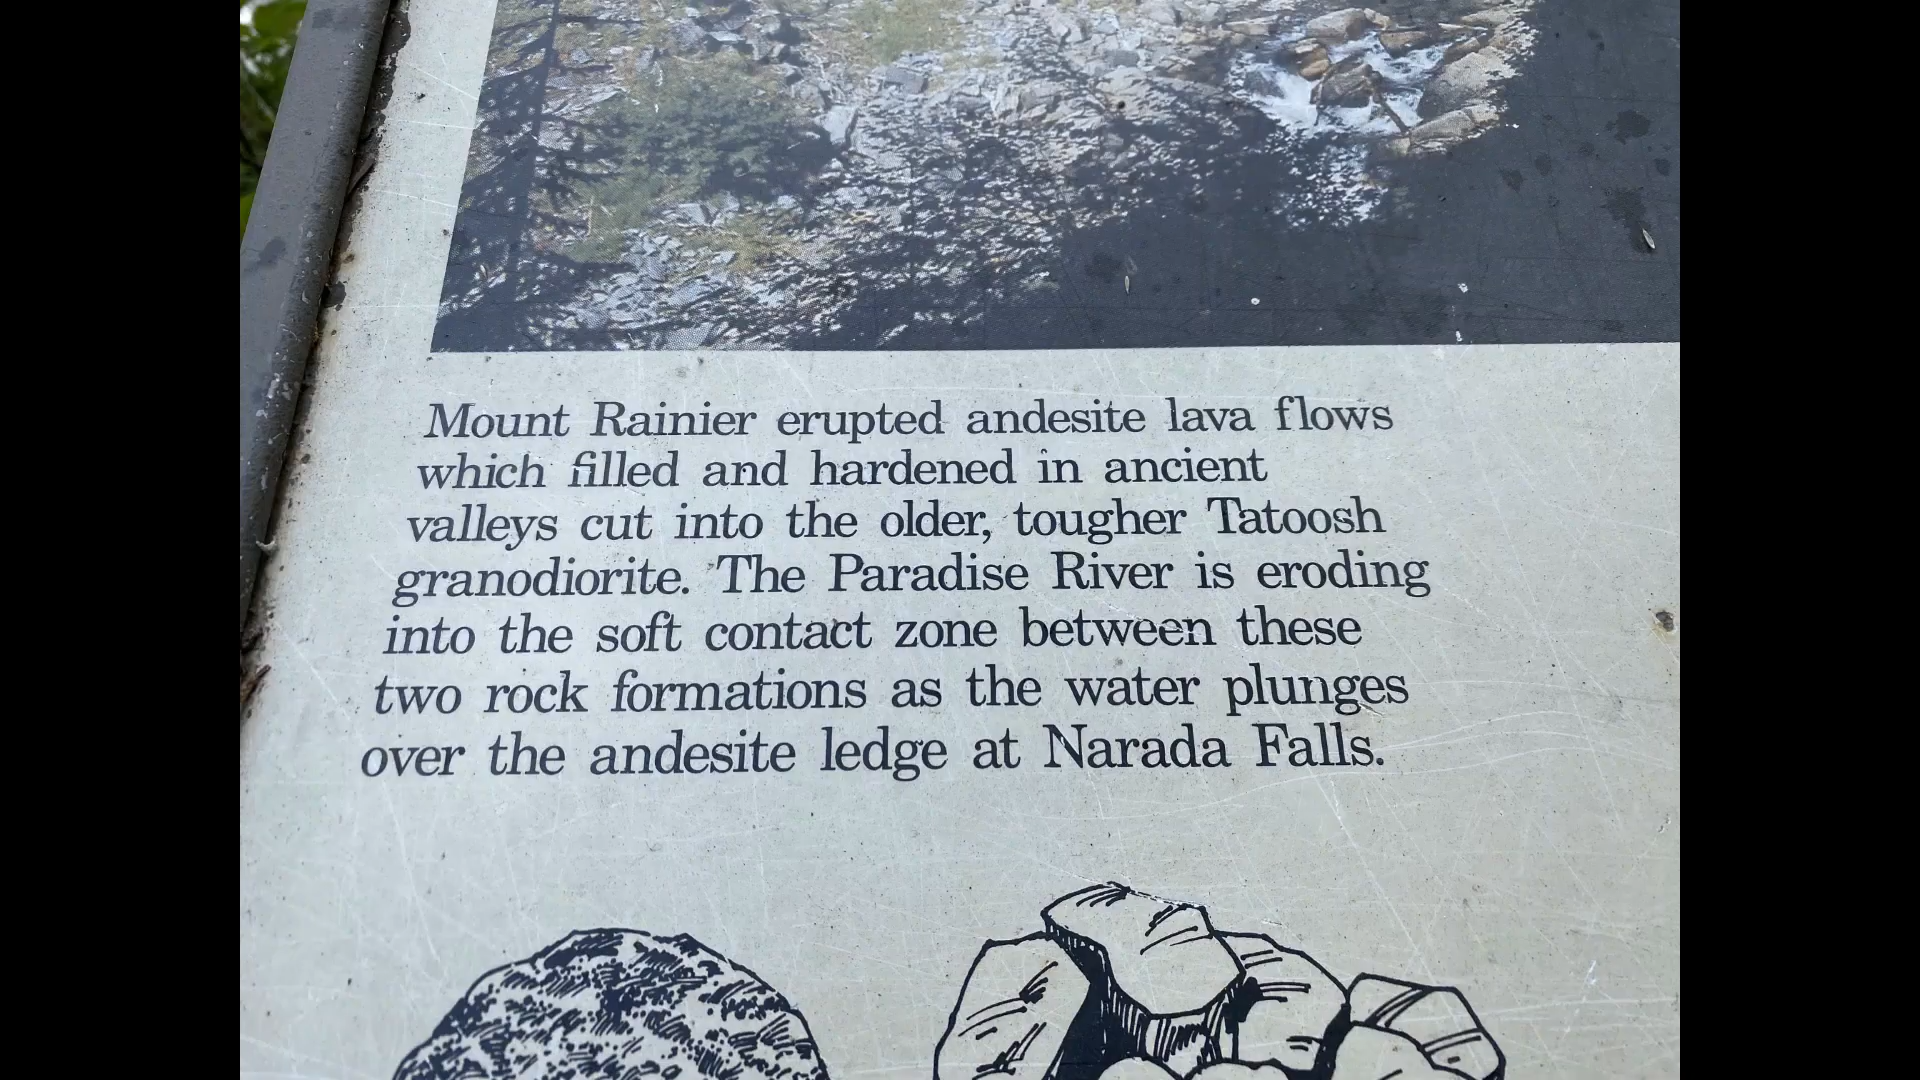 Mount Rainier erupted andesite lava flows
which filled and hardened in ancient
valleys cut into the older, tougher Tatoosh
granodiorite. The Paradise River is eroding
into the soft contact zone between these
two rock formations as the water plunges
over the andesite ledge at Narada Falls.